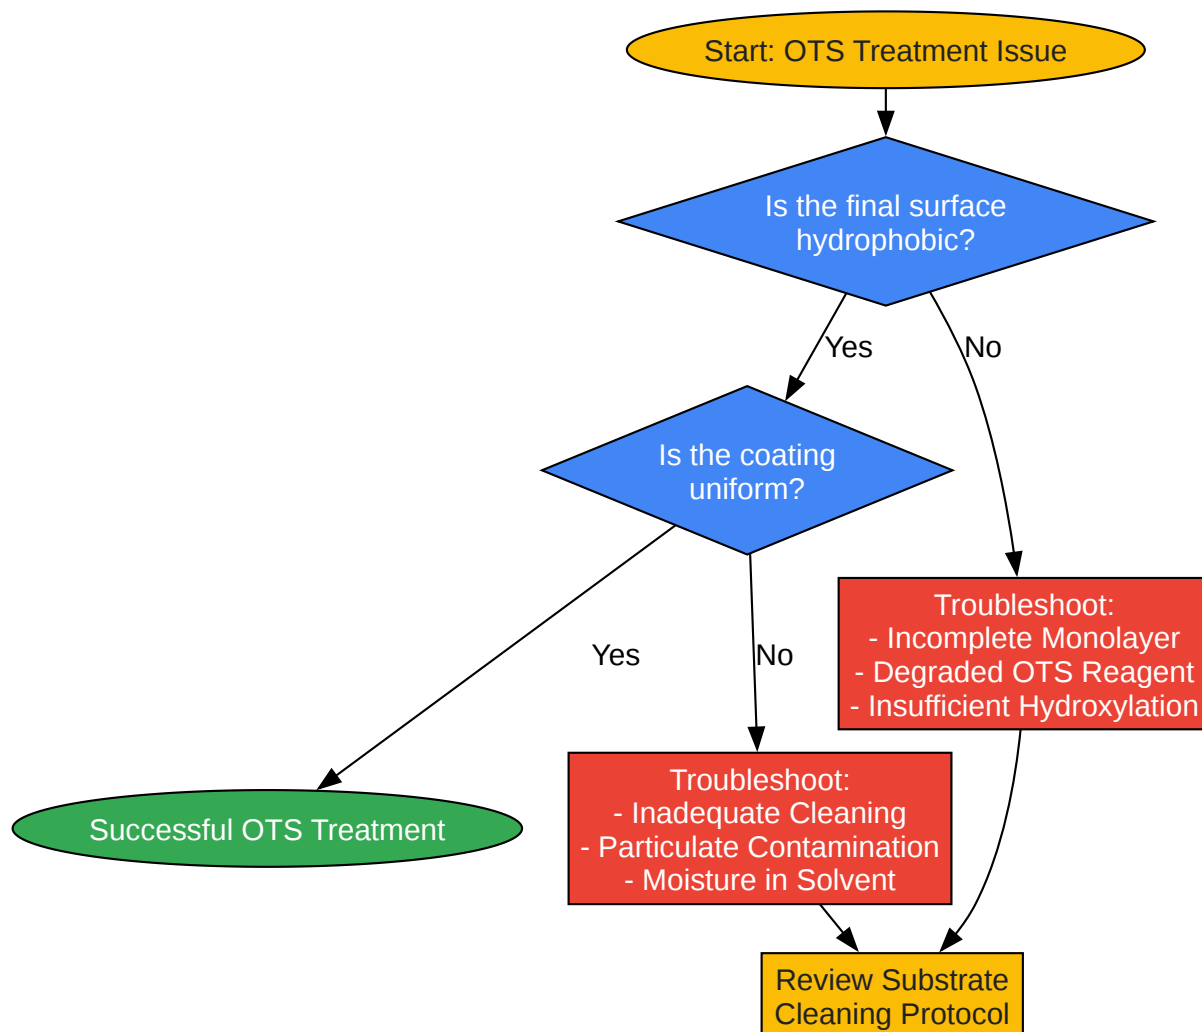 Start: OTS Treatment Issue
Is the final surface
hydrophobic?
Yes
No
Is the coating
uniform?
Yes
No
Troubleshoot:
- Incomplete Monolayer
- Degraded OTS Reagent
- Insufficient Hydroxylation
Troubleshoot:
- Inadequate Cleaning
- Particulate Contamination
- Moisture in Solvent
Successful OTS Treatment
Review Substrate
Cleaning Protocol